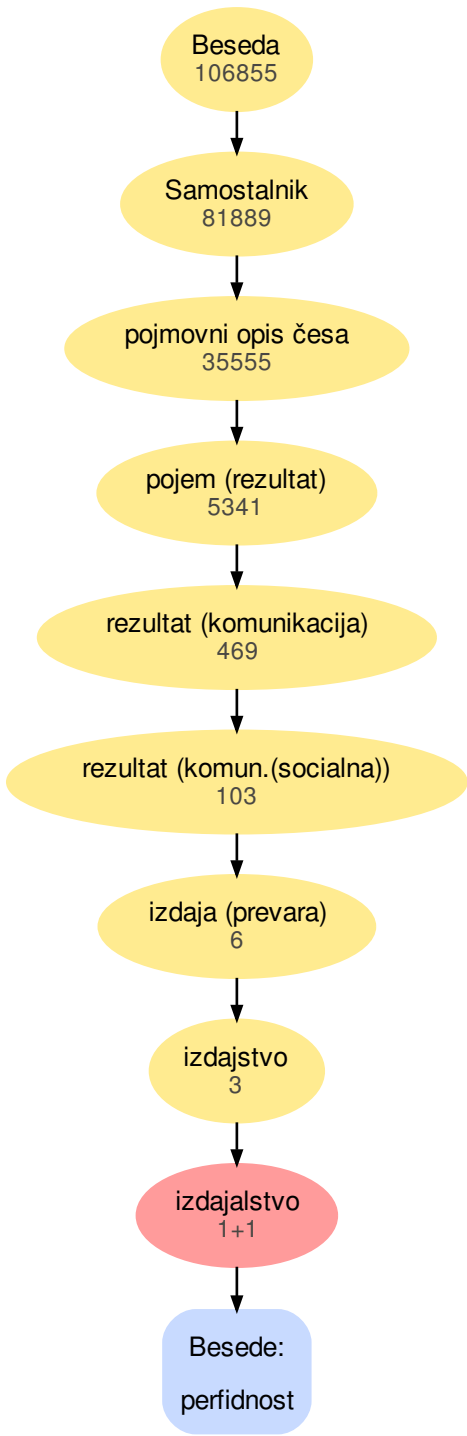 Beseda
106855
Samostalnik
81889
pojmovni opis česa
35555
pojem (rezultat)
5341
rezultat (komunikacija)
469
rezultat (komun.(socialna))
103
izdaja (prevara)
6
izdajstvo
3
izdajalstvo
1+1
Besede:
perfidnost